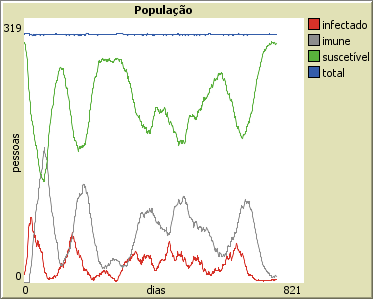 População
319
infectado
imune
suscetível
total
pessoas
0
0
dias
821